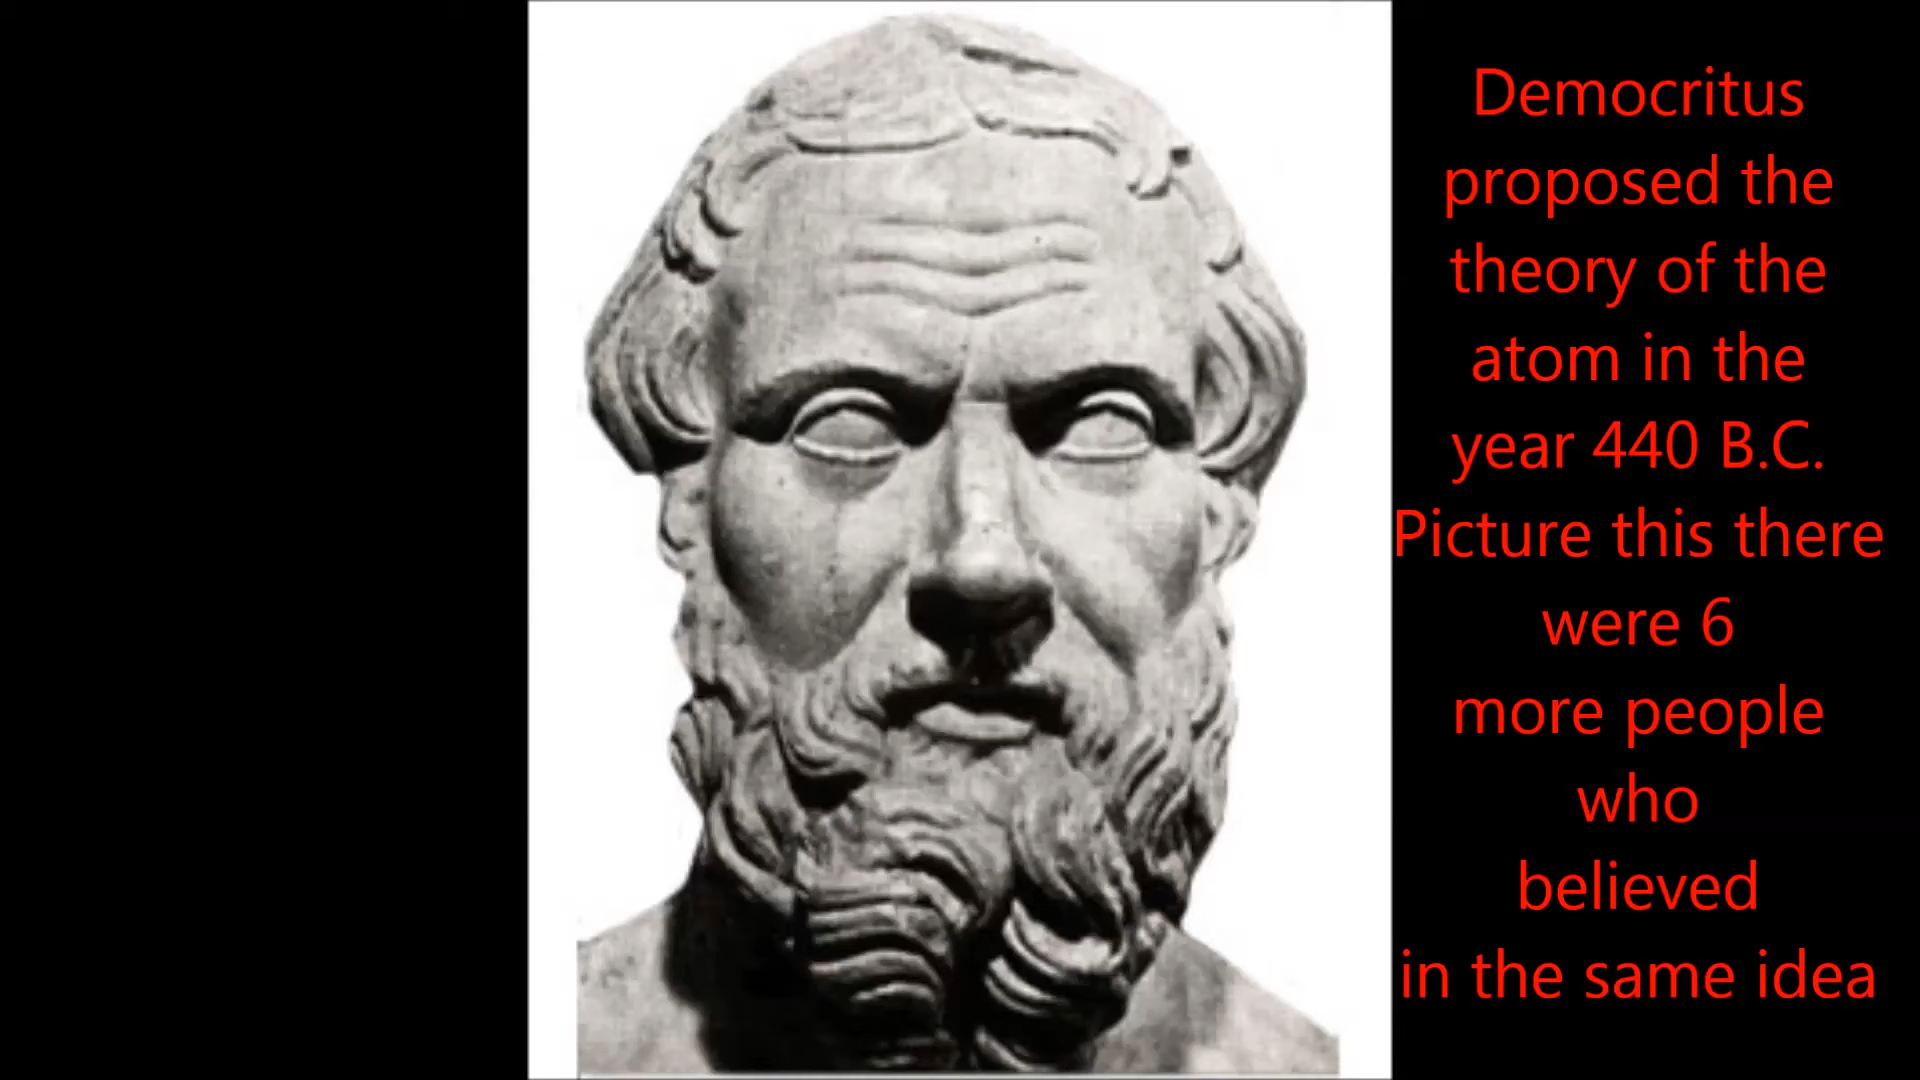 Democritus
proposed the
theory of the
atom in the
year 440 B.C.
Picture this there
were 6
more people
who
believed
in the same idea